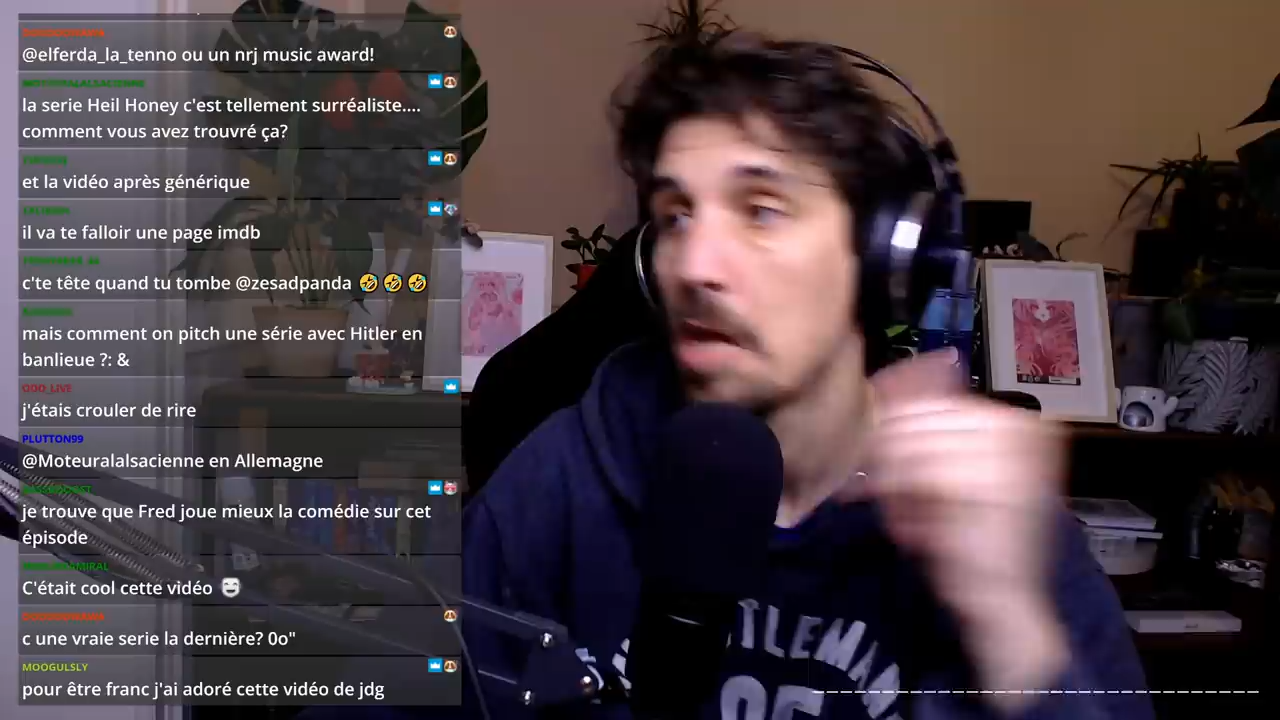 @elferda_la_tenno ou un nrj music award!
la serie Heil Honey c'est tellement surréaliste....
comment vous avez trouvré ça?
et la vidéo après générique
il va te falloir une page imdb
c'te tête quand tu tombe @zesadpanda 🤣 🤣 🤣
mais comment on pitch une série avec Hitler en
banlieue ?: &
ODO_LIVE
j'étais crouler de rire
PLUTTON99
@Moteuralalsacienne en Allemagne
je trouve que Fred joue mieux la comédie sur cet
épisode
C'était cool cette vidéo
c une vraie serie la dernière? 0o"
MOOGULSLY
pour être franc j'ai adoré cette vidéo de jdg